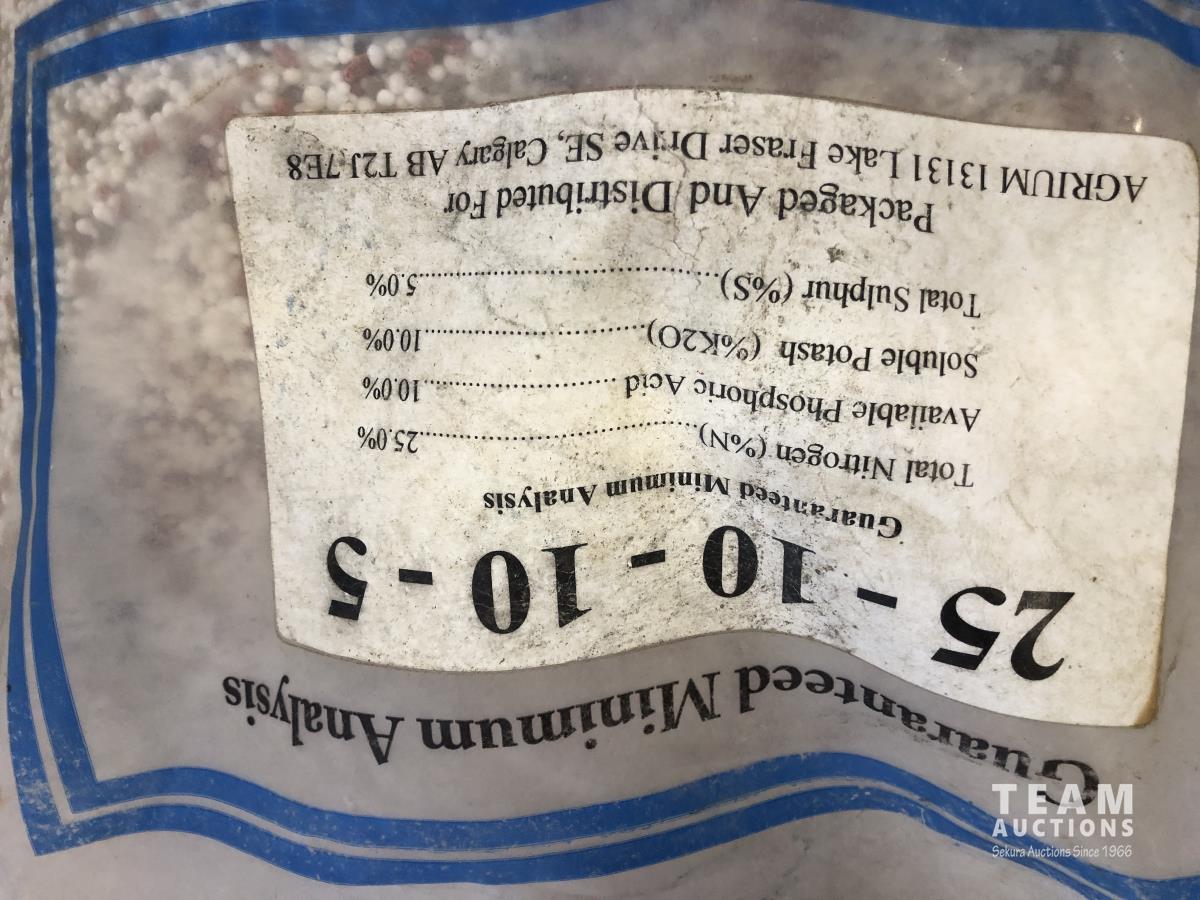 Guaranteed Minimum Analysis
25 - 10 - 10 - 5
Guaranteed Minimum Analysis
Total Nitrogen (%N)..............................25.0%
Available Phosphoric Acid ....................10.0%
Soluble Potash (%K2O)........................10.0%
Total Sulphur (%S)................................5.0%
Packaged And Distributed For
AGRIUM 13131 Lake Fraser Drive SE, Calgary AB T2J 7E8
TEAM
AUCTIONS
Sekura Auctions Since 1966